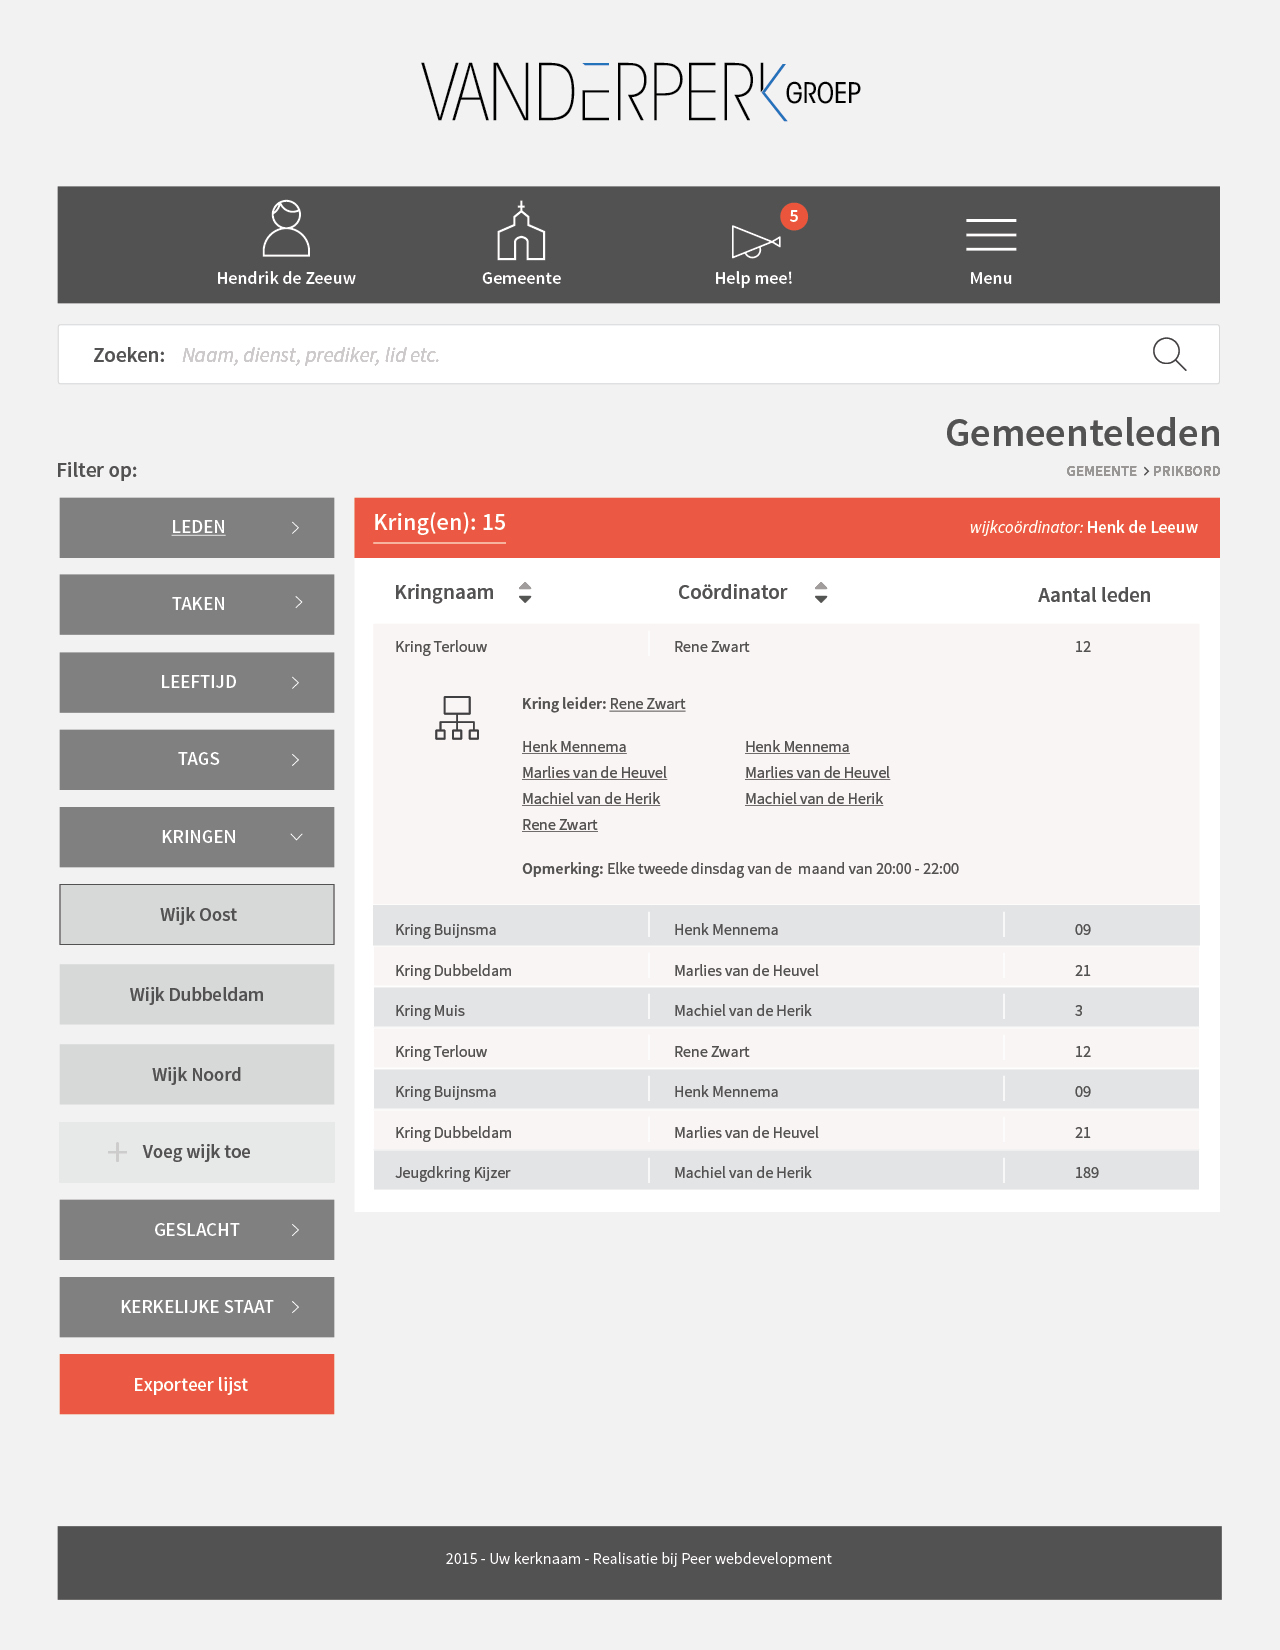 VANDERPERK GROEP
5
Hendrik de Zeeuw Gemeente Help mee! Menu
Zoeken: Naam, dienst, prediker, lid etc.
Gemeenteleden
GEMEENTE > PRIKBORD
Filter op:
LEDEN
TAKEN
LEEFTIJD
TAGS
KRINGEN
Wijk Oost
Wijk Dubbeldam
Wijk Noord
+ Voeg wijk toe
GESLACHT
KERKELIJKE STAAT
Exporteer lijst
Kring(en): 15 wijkcoördinator: Henk de Leeuw
Kringnaam Coördinator Aantal leden
Kring Terlouw Rene Zwart 12
Kring leider: Rene Zwart
Henk Mennema Henk Mennema
Marlies van de Heuvel Marlies van de Heuvel
Machiel van de Herik Machiel van de Herik
Rene Zwart
Opmerking: Elke tweede dinsdag van de maand van 20:00 - 22:00
Kring Buijnsma Henk Mennema 09
Kring Dubbeldam Marlies van de Heuvel 21
Kring Muis Machiel van de Herik 3
Kring Terlouw Rene Zwart 12
Kring Buijnsma Henk Mennema 09
Kring Dubbeldam Marlies van de Heuvel 21
Jeugdkring Kijzer Machiel van de Herik 189
2015 - Uw kerknaam - Realisatie bij Peer webdevelopment